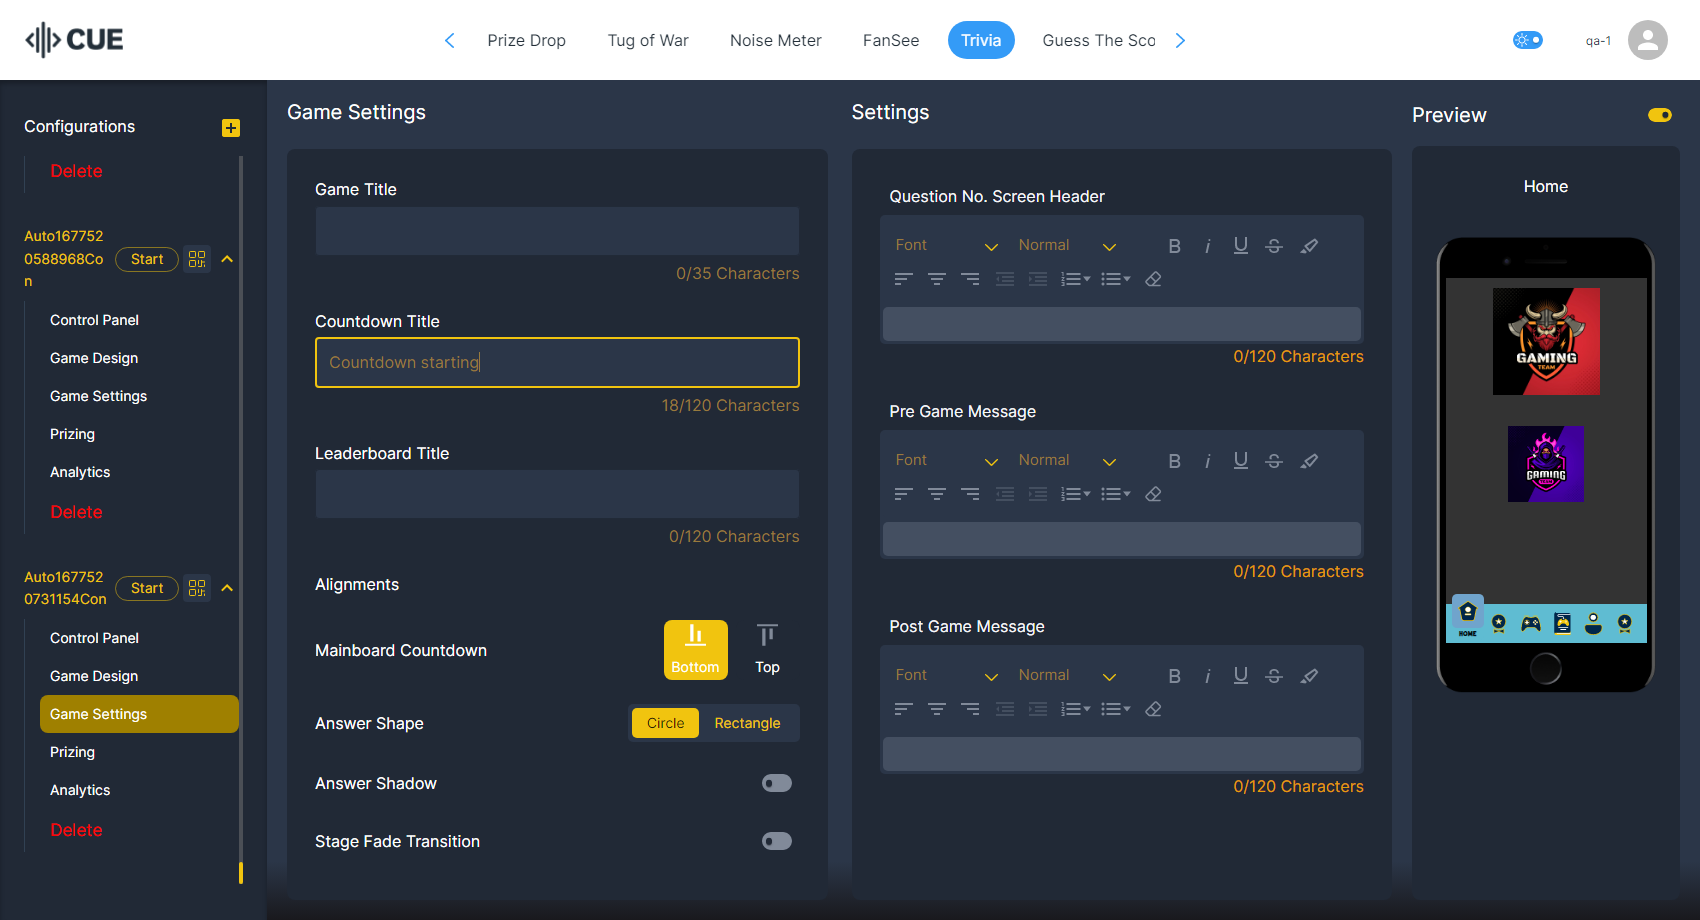 CUE
Prize Drop
Tug of War
Noise Meter
FanSee
Trivia
Guess The Sco
qa-1
Configurations
Delete
Auto167752
0588968Co
n
Start
Control Panel
Game Design
Game Settings
Prizing
Analytics
Delete
Auto167752
0731154Con
Start
Control Panel
Game Design
Game Settings
Prizing
Analytics
Delete
Game Settings
Game Title
0/35 Characters
Countdown Title
Countdown starting
18/120 Characters
Leaderboard Title
0/120 Characters
Alignments
Mainboard Countdown
Bottom
Top
Answer Shape
Circle
Rectangle
Answer Shadow
Stage Fade Transition
Settings
Question No. Screen Header
Font
Normal
0/120 Characters
Pre Game Message
Font
Normal
0/120 Characters
Post Game Message
Font
Normal
0/120 Characters
Preview
Home
GAMING
TEAM
GAMING
TEAM
HOME